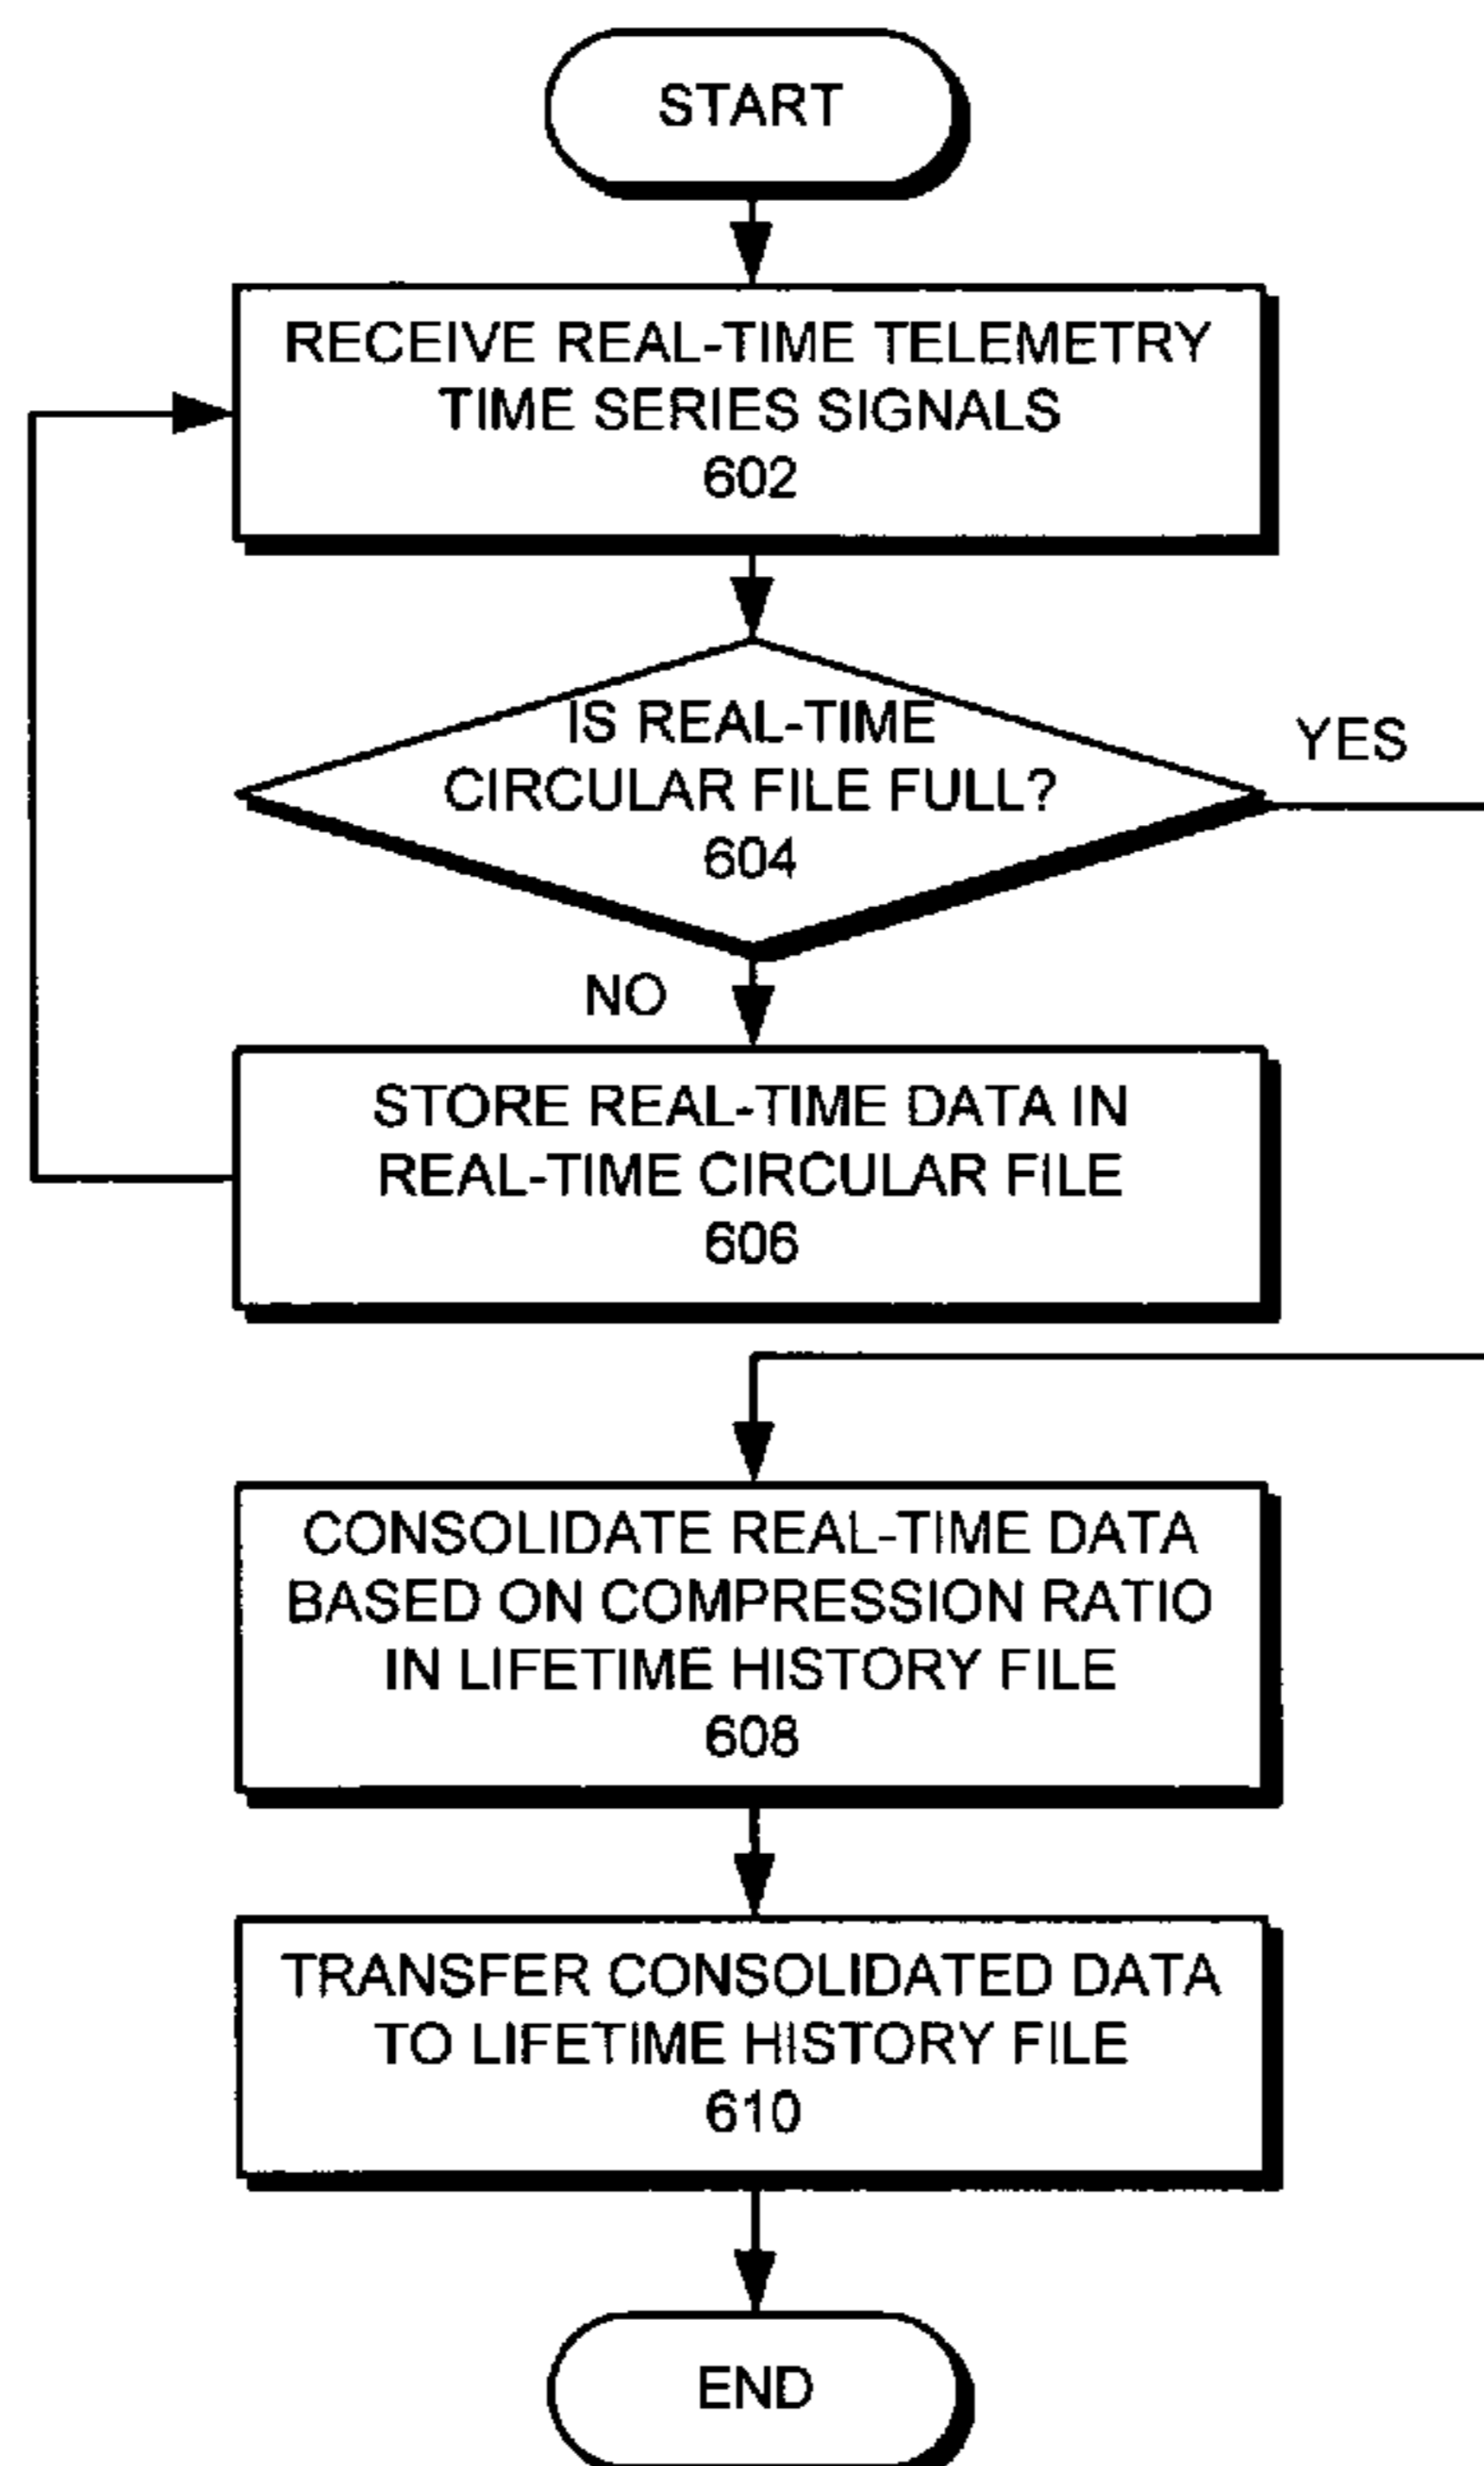 START
RECEIVE REAL-TIME TELEMETRY
TIME SERIES SIGNALS
602
IS REAL-TIME
CIRCULAR FILE FULL?
604
YES
NO
STORE REAL-TIME DATA IN
REAL-TIME CIRCULAR FILE
606
CONSOLIDATE REAL-TIME DATA
BASED ON COMPRESSION RATIO
IN LIFETIME HISTORY FILE
608
TRANSFER CONSOLIDATED DATA
TO LIFETIME HISTORY FILE
610
END